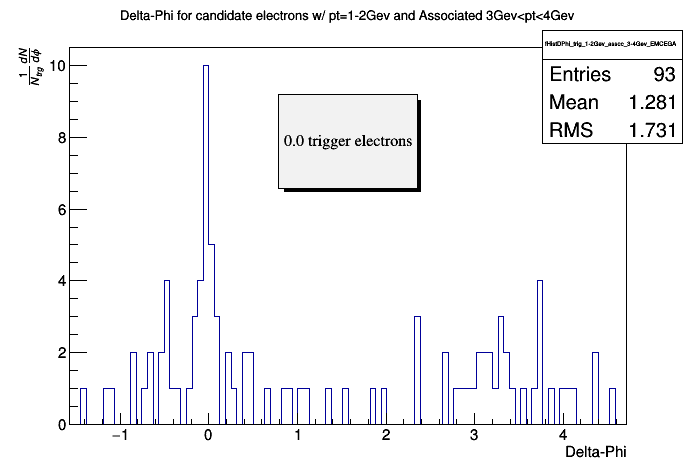 Delta-Phi for candidate electrons w/ pt=1-2Gev and Associated 3Gev<pt<4Gev
fHistDPhi_trig_1-2Gev_assoc_3-4Gev_EMCEGA
Entries 93
Mean 1.281
RMS 1.731
1/N_trg dN/dϕ
0.0 trigger electrons
10
8
6
4
2
0
−1 0 1 2 3 4
Delta-Phi